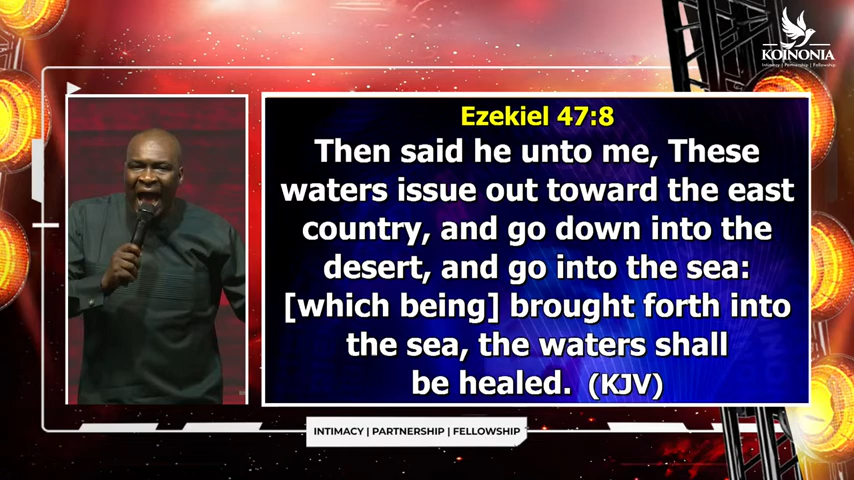 KOINONIA
Intimacy | Partnership | Fellowship
Ezekiel 47:8
Then said he unto me, These
waters issue out toward the east
country, and go down into the
desert, and go into the sea:
[which being] brought forth into
the sea, the waters shall
be healed. (KJV)
INTIMACY | PARTNERSHIP | FELLOWSHIP